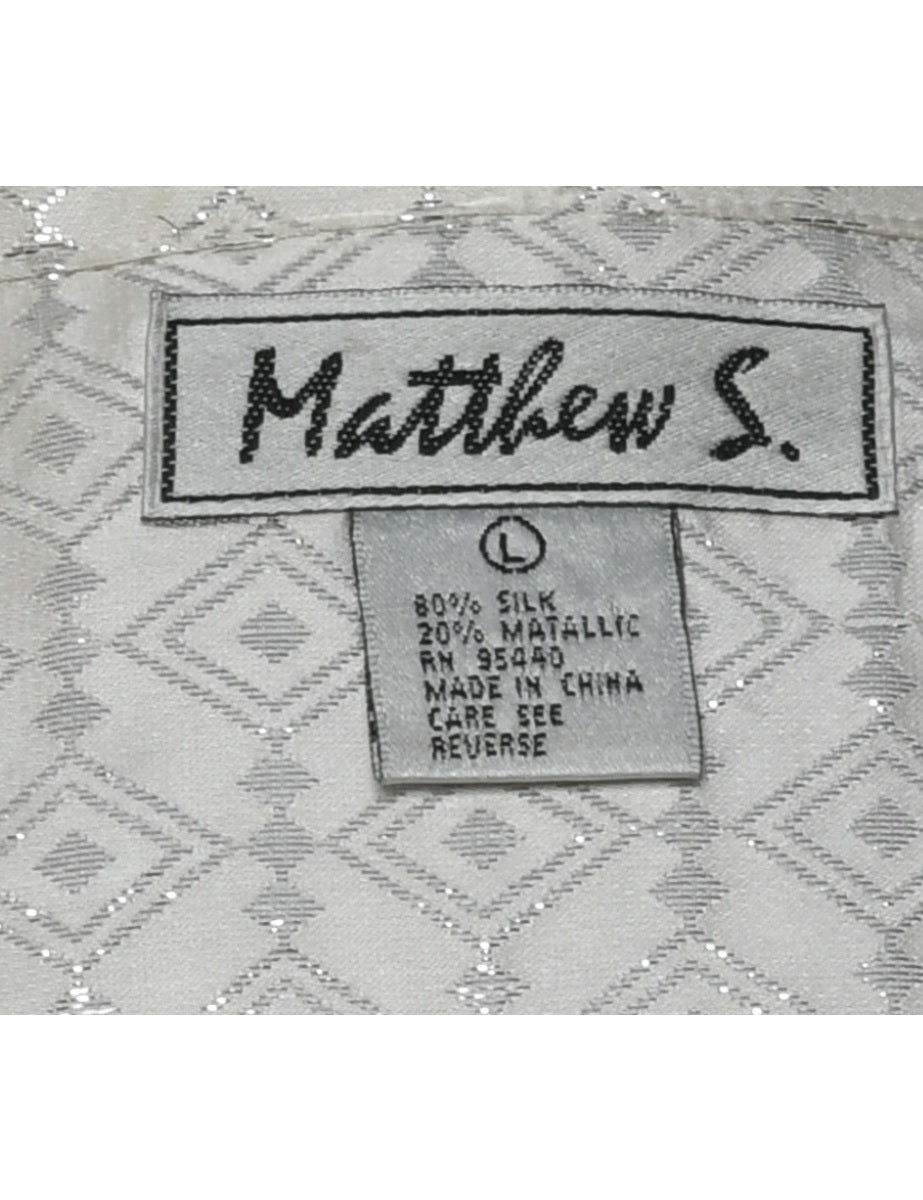 Matthew S.
L
80% SILK
20% MATALLIC
RN 95440
MADE IN CHINA
CARE SEE
REVERSE